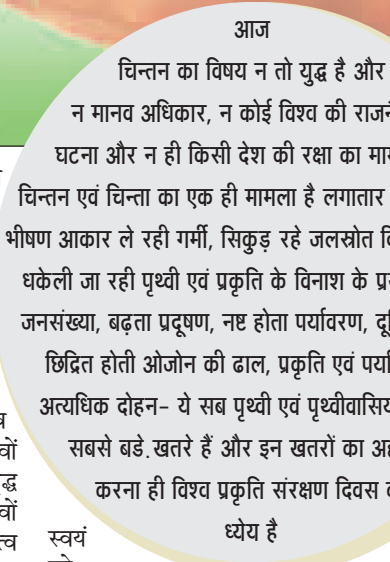 आज
चिन्तन का विषय न तो युद्ध है और
न मानव अधिकार, न कोई विश्व की
घटना और न ही किसी देश की रक्षा का
चिन्तन एवं चिन्ता का एक ही मामला है लगातार
भीषण आकार ले रही गर्मी, सिकुड़ रहे जलस्रोत
धकेली जा रही पृथ्वी एवं प्रकृति के विनाश के
जनसंख्या, बढ़ता प्रदूषण, नष्ट होता पर्यावरण,
छिद्रित होती ओजोन की ढाल, प्रकृति एवं
अत्यधिक दोहन- ये सब पृथ्वी एवं
सबसे बडे.खतरे हैं और इन खतरों का
करना ही विश्व प्रकृति संरक्षण दिवस
ध्येय है
स्वयं